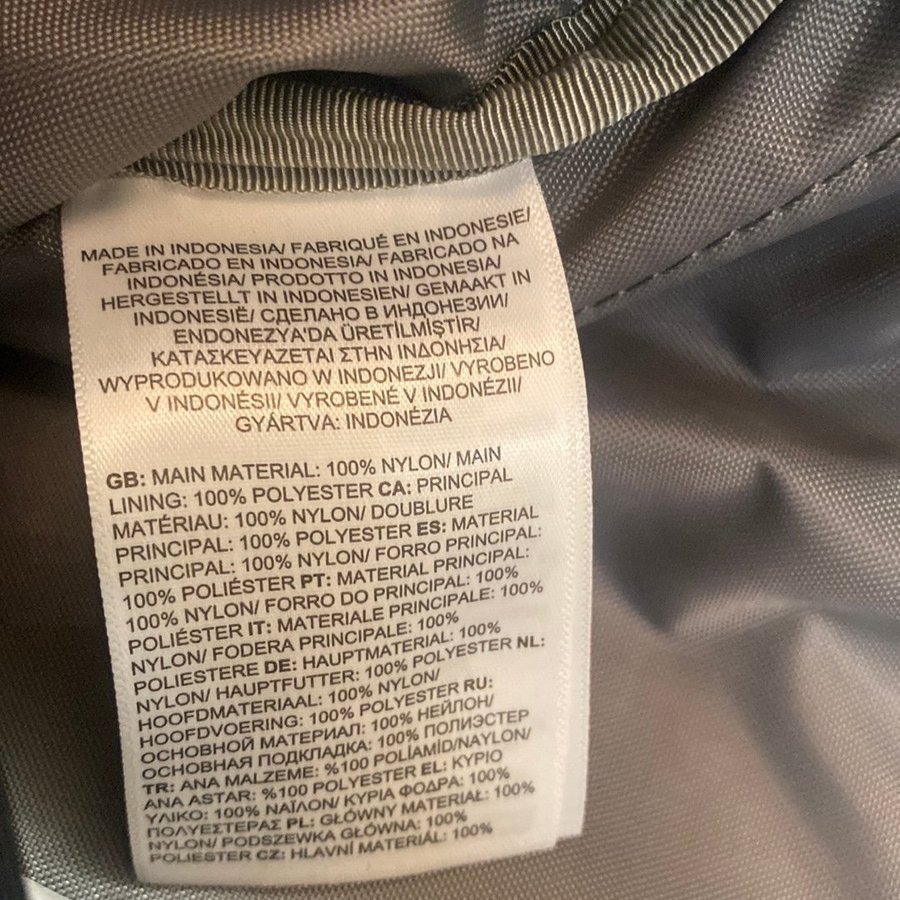 MADE IN INDONESIA/ FABRIQUÉ EN INDONESIE/
FABRICADO EN INDONESIA/ FABRICADO NA
INDONÉSIA/ PRODOTTO IN INDONESIA/
HERGESTELLT IN INDONESIEN/ GEMAAKT IN
INDONESIË/ СДЕЛАНО В ИНДОНЕЗИИ/
ENDONEZYA'DA ÜRETİLMİŞTİR/
ΚΑΤΑΣΚΕΥΑΖΕΤΑΙ ΣΤΗΝ ΙΝΔΟΝΗΣΙΑ/
WYPRODUKOWANO W INDONEZJI/ VYROBENO
V INDONÉSII/ VYROBENÉ V INDONÉZII/
GYÁRTVA: INDONÉZIA
GB: MAIN MATERIAL: 100% NYLON/ MAIN
LINING: 100% POLYESTER CA: PRINCIPAL
MATÉRIAU: 100% NYLON/ DOUBLURE
PRINCIPAL: 100% POLYESTER ES: MATERIAL
PRINCIPAL: 100% NYLON/ FORRO PRINCIPAL:
100% POLIÉSTER PT: MATERIAL PRINCIPAL:
100% NYLON/ FORRO DO PRINCIPAL: 100%
POLIÉSTER IT: MATERIALE PRINCIPALE: 100%
NYLON/ FODERA PRINCIPALE: 100%
POLIESTERE DE: HAUPTMATERIAL: 100%
NYLON/ HAUPTFUTTER: 100% POLYESTER NL:
HOOFDMATERIAAL: 100% NYLON/
HOOFDVOERING: 100% POLYESTER RU:
ОСНОВНОЙ МАТЕРИАЛ: 100% НЕЙЛОН/
ОСНОВНАЯ ПОДКЛАДКА: 100% ПОЛИЭСТЕР
TR: ANA MALZEME: %100 POLİAMİD/NAYLON/
ANA ASTAR: %100 POLYESTER EL: ΚΥΡΙΟ
ΥΛΙΚΟ: 100% ΝΑΪΛΟΝ/ ΚΥΡΙΑ ΦΟΔΡΑ: 100%
ΠΟΛΥΕΣΤΕΡΑΣ PL: GŁÓWNY MATERIAŁ: 100%
NYLON/ PODSZEWKA GŁÓWNA: 100%
POLIESTER CZ: HLAVNÍ MATERIÁL: 100%